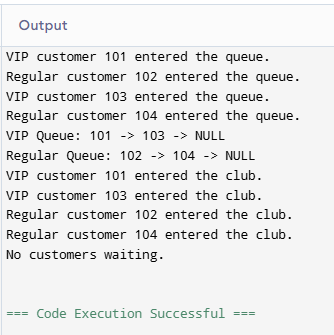 Output
VIP customer 101 entered the queue.
Regular customer 102 entered the queue.
VIP customer 103 entered the queue.
Regular customer 104 entered the queue.
VIP Queue: 101 -> 103 -> NULL
Regular Queue: 102 -> 104 -> NULL
VIP customer 101 entered the club.
VIP customer 103 entered the club.
Regular customer 102 entered the club.
Regular customer 104 entered the club.
No customers waiting.
=== Code Execution Successful ===